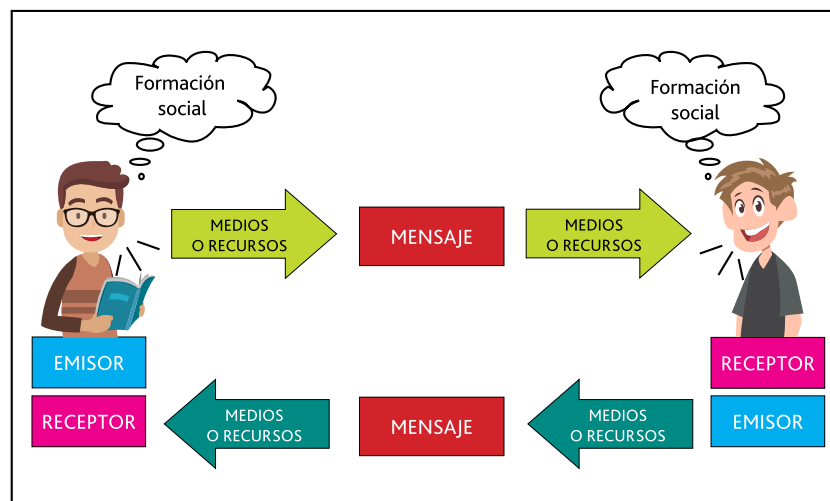 Formación
social
Formación
social
MEDIOS
O RECURSOS
MENSAJE
MEDIOS
O RECURSOS
EMISOR
RECEPTOR
RECEPTOR
MEDIOS
O RECURSOS
MENSAJE
MEDIOS
O RECURSOS
EMISOR